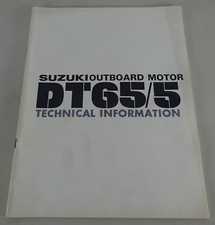 SUZUKI OUTBOARD MOTOR
DT65/5
TECHNICAL INFORMATION